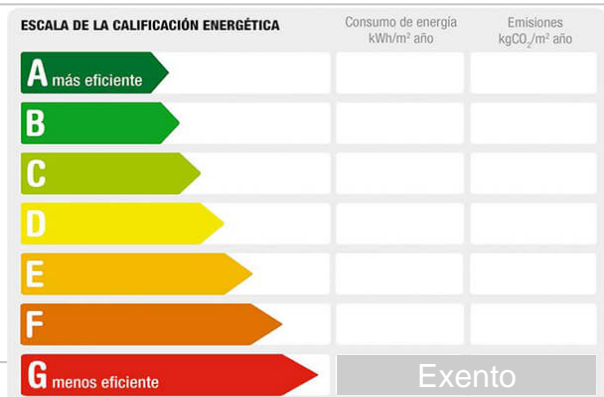 ESCALA DE LA CALIFICACIÓN ENERGÉTICA
Consumo de energía
kWh/m² año
Emisiones
kgCO₂/m² año
A más eficiente
B
C
D
E
F
G menos eficiente
Exento